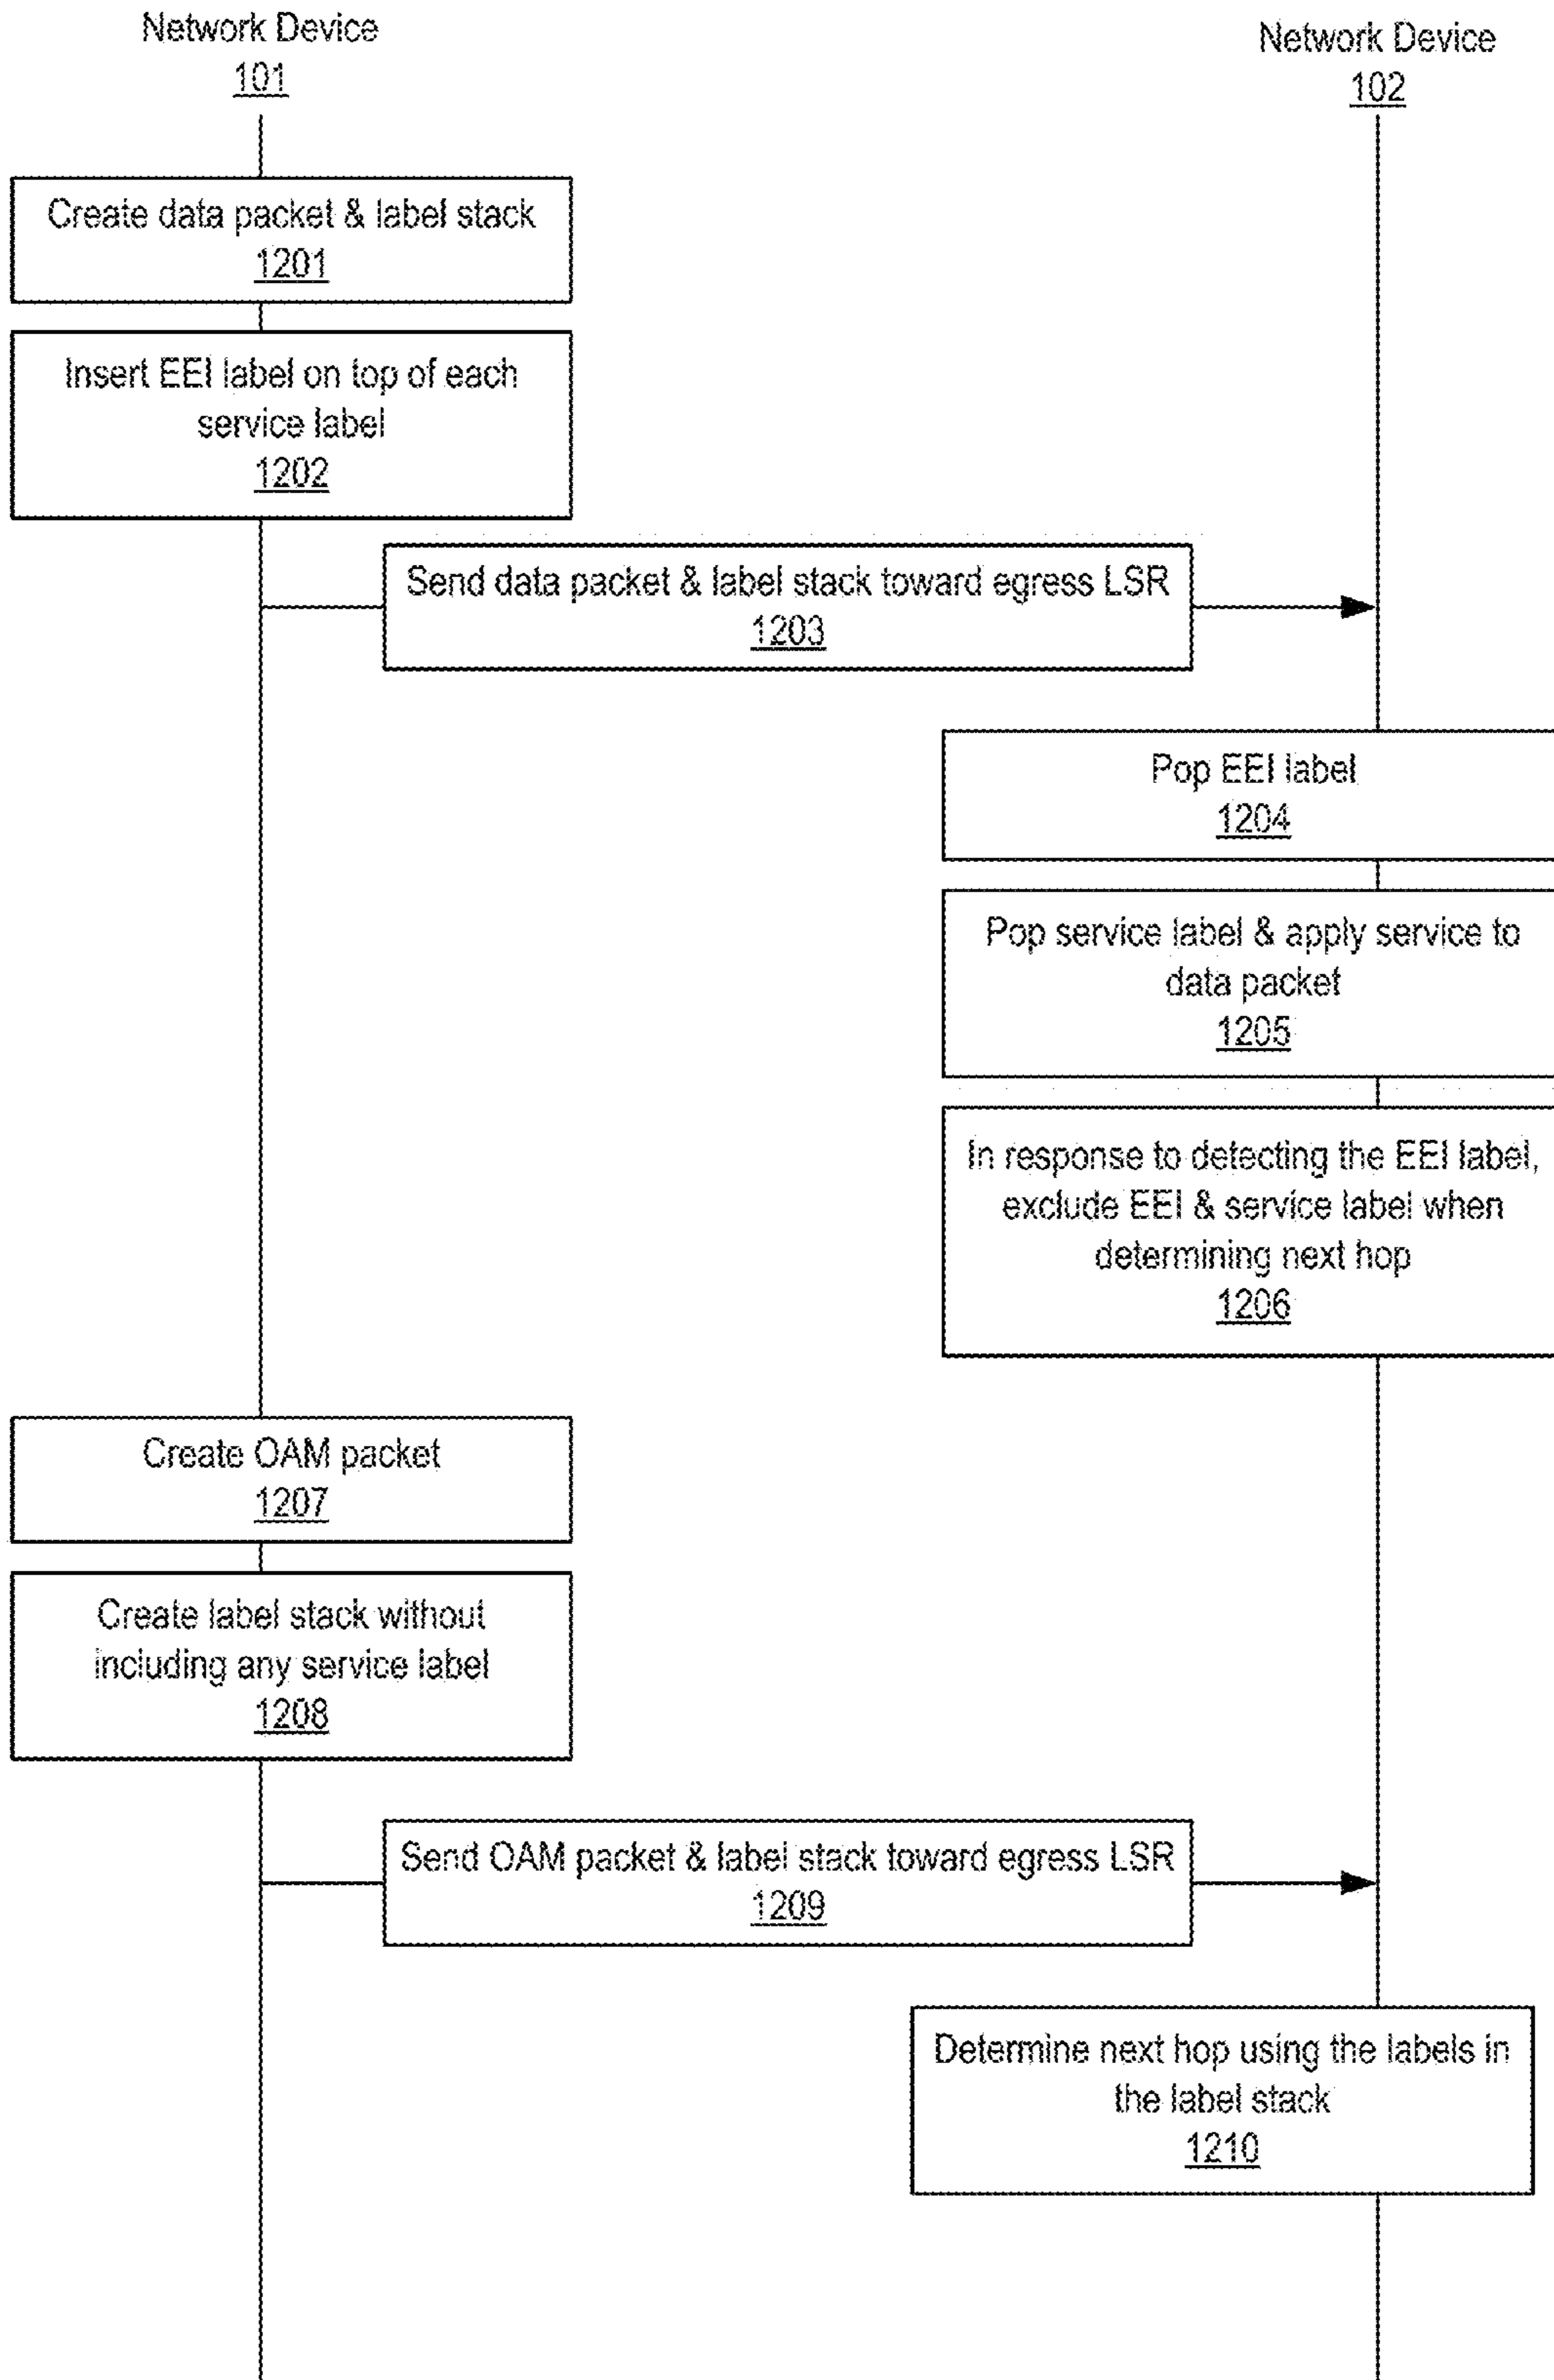 Network Device
101
Network Device
102
Create data packet & label stack
1201
Insert EEI label on top of each
service label
1202
Send data packet & label stack toward egress LSR
1203
Pop EEI label
1204
Pop service label & apply service to
data packet
1205
In response to detecting the EEI label,
exclude EEI & service label when
determining next hop
1206
Create OAM packet
1207
Create label stack without
including any service label
1208
Send OAM packet & label stack toward egress LSR
1209
Determine next hop using the labels in
the label stack
1210